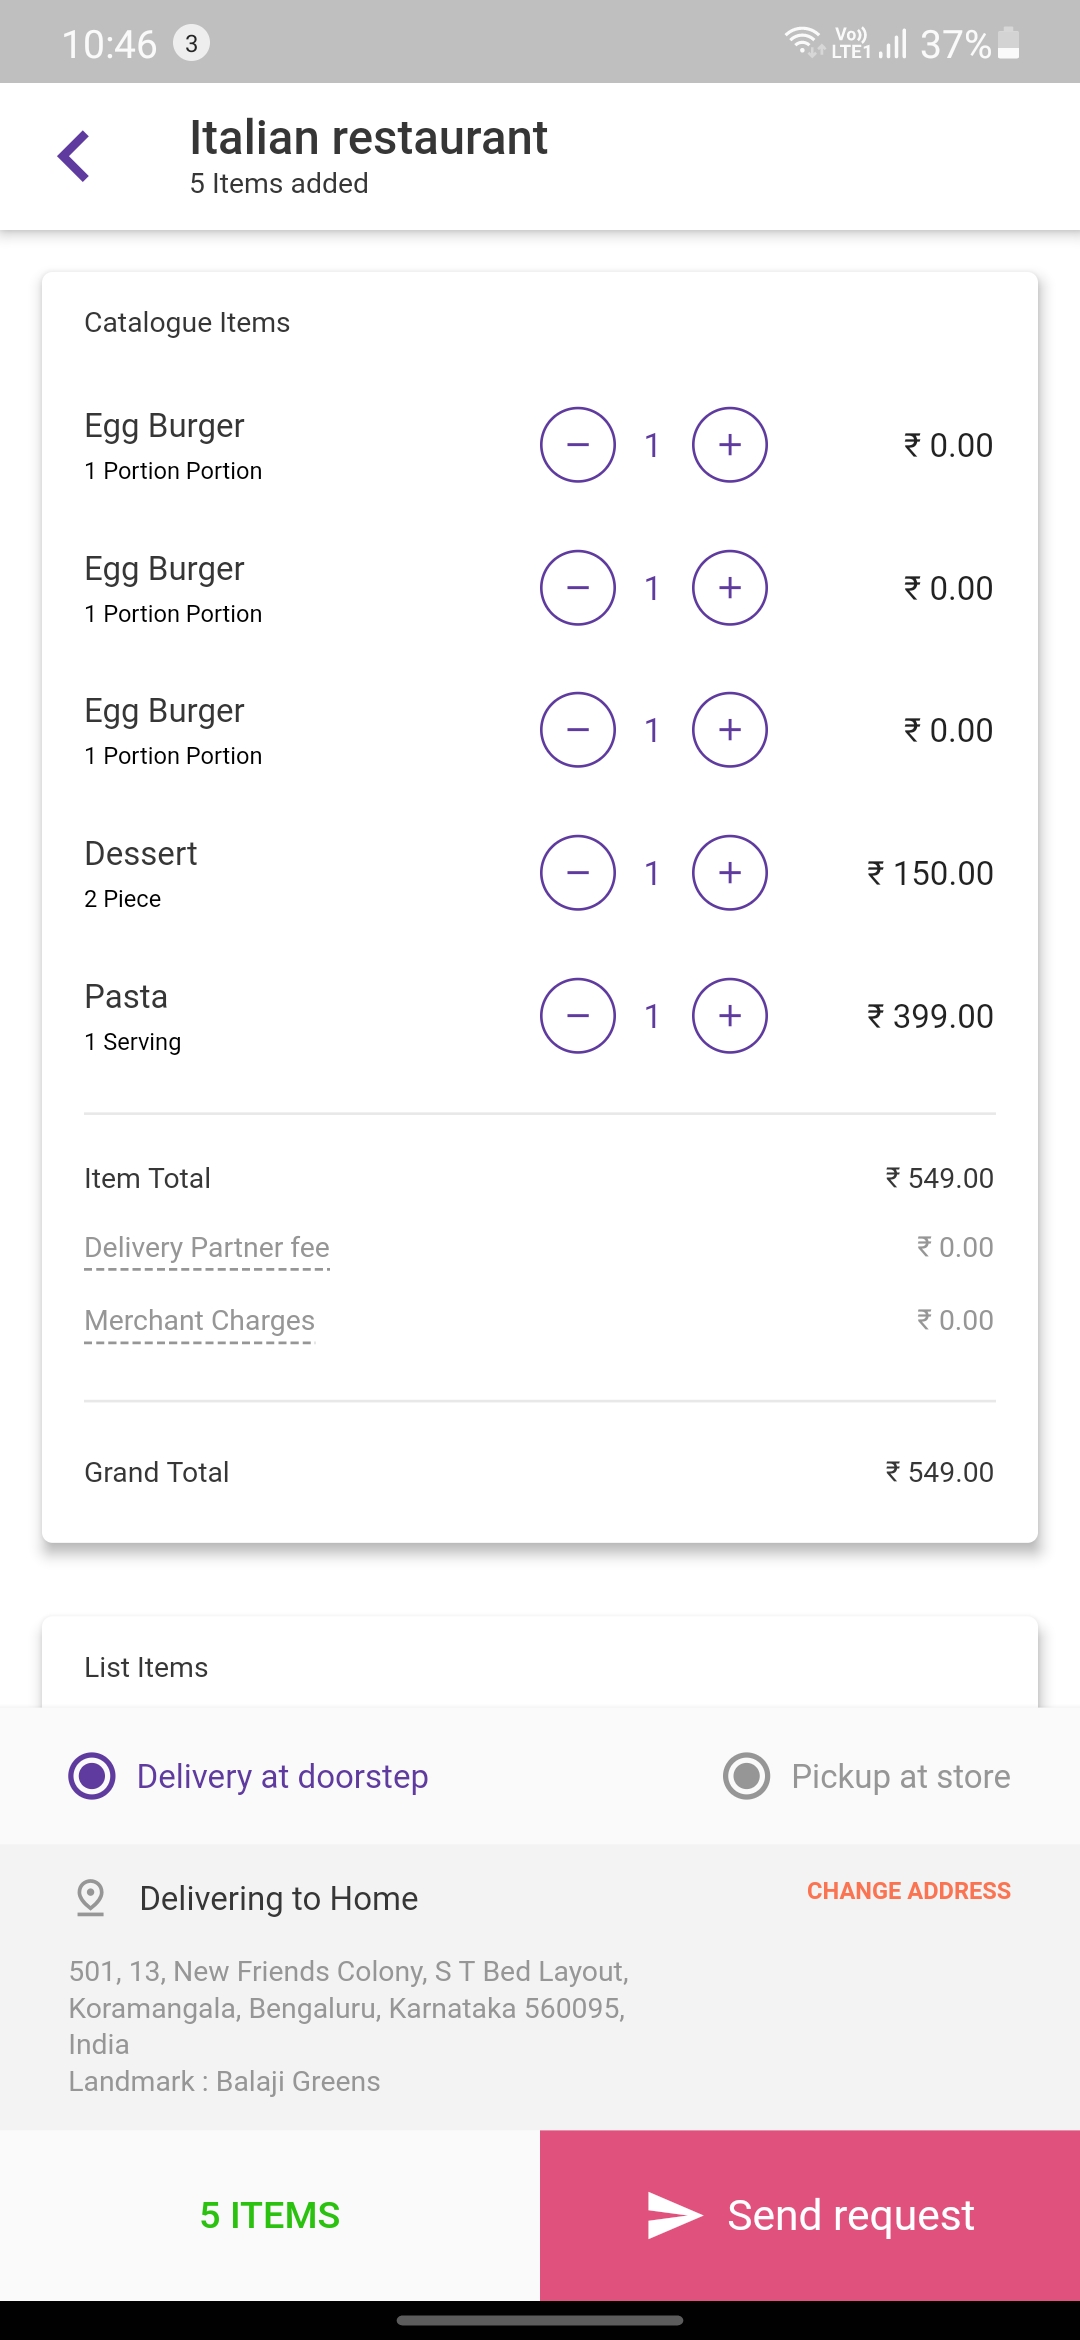 10:46 3 Vo)) LTE1 37%
Italian restaurant
5 Items added
Catalogue Items
Egg Burger
1 Portion Portion
1
₹ 0.00
Egg Burger
1 Portion Portion
1
₹ 0.00
Egg Burger
1 Portion Portion
1
₹ 0.00
Dessert
2 Piece
1
₹ 150.00
Pasta
1 Serving
1
₹ 399.00
Item Total ₹ 549.00
Delivery Partner fee ₹ 0.00
Merchant Charges ₹ 0.00
Grand Total ₹ 549.00
List Items
Delivery at doorstep Pickup at store
Delivering to Home CHANGE ADDRESS
501, 13, New Friends Colony, S T Bed Layout,
Koramangala, Bengaluru, Karnataka 560095,
India
Landmark : Balaji Greens
5 ITEMS Send request